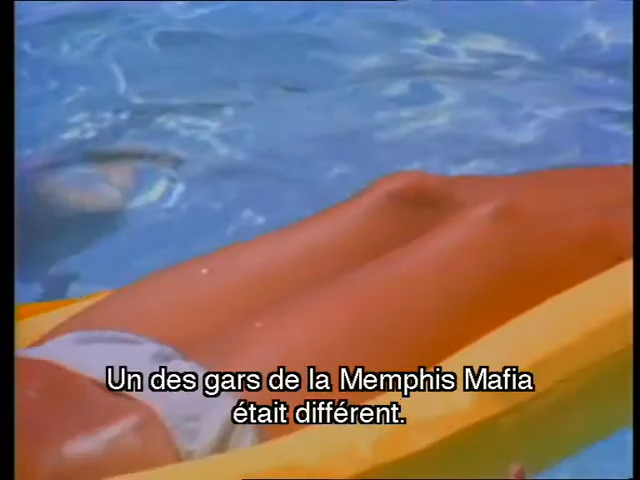 Un des gars de la Memphis Mafia
était différent.